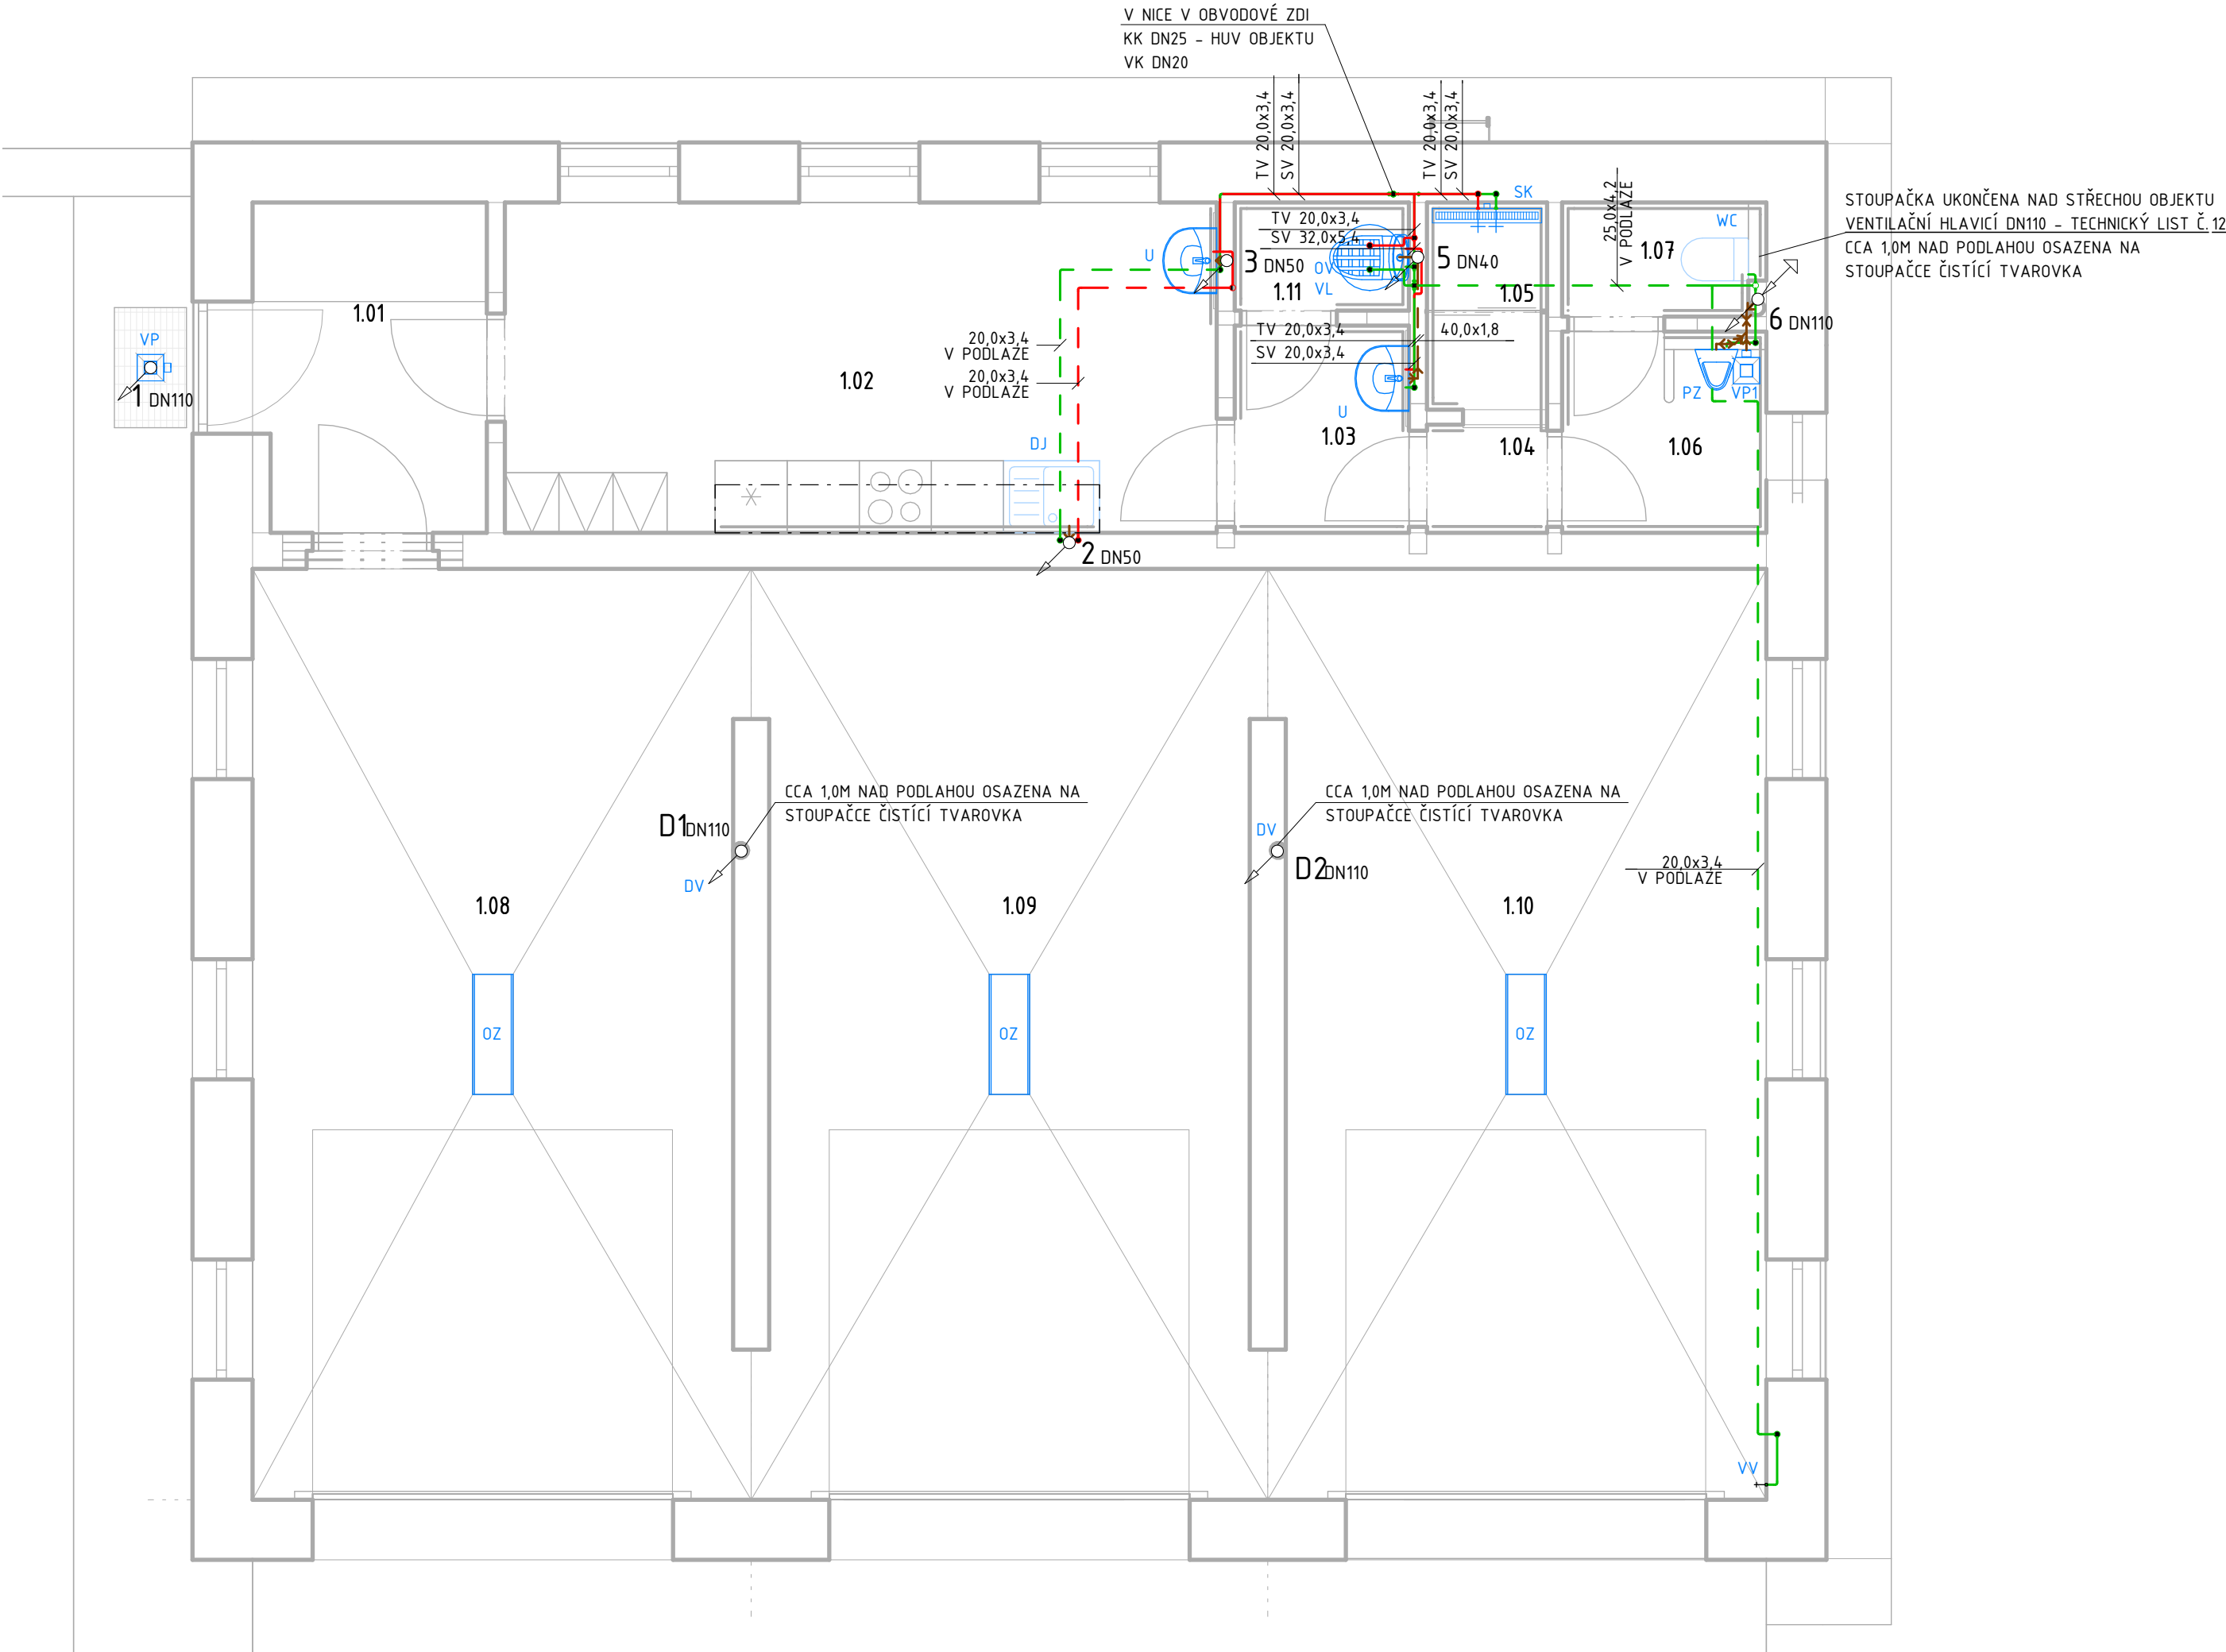 V NICE V OBVODOVÉ ZDI
KK DN25 - HUV OBJEKTU
VK DN20
TV 20,0x3,4
SV 20,0x3,4
TV 20,0x3,4
SV 20,0x3,4
SK
25,0x4,2
V PODLAZE
WC
1.07
STOUPAČKA UKONČENA NAD STŘECHOU OBJEKTU
VENTILAČNÍ HLAVICÍ DN110 - TECHNICKÝ LIST Č.12
CCA 1,0M NAD PODLAHOU OSAZENA NA
STOUPAČCE ČISTÍCÍ TVAROVKA
TV 20,0x3,4
SV 32,0x5,4
U
3 DN50
OV
VL
1.11
5 DN40
1.05
6 DN110
1.01
VP
1 DN110
1.02
20,0x3,4
V PODLAZE
20,0x3,4
V PODLAZE
TV 20,0x3,4
SV 20,0x3,4
40,0x1,8
U
1.03
1.04
PZ
VP1
1.06
DJ
2 DN50
CCA 1,0M NAD PODLAHOU OSAZENA NA
STOUPAČCE ČISTÍCÍ TVAROVKA
D1 DN110
DV
CCA 1,0M NAD PODLAHOU OSAZENA NA
STOUPAČCE ČISTÍCÍ TVAROVKA
DV
D2 DN110
20,0x3,4
V PODLAZE
1.08
1.09
1.10
OZ
OZ
OZ
VV